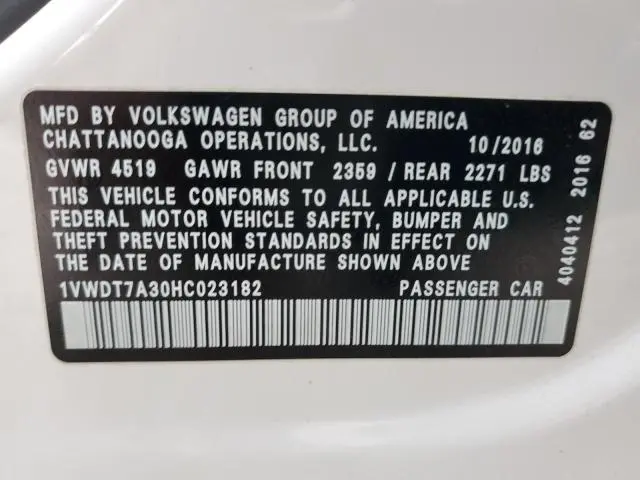 MFD BY VOLKSWAGEN GROUP OF AMERICA
CHATTANOOGA OPERATIONS, LLC. 10/2016
GVWR 4519 GAWR FRONT 2359 / REAR 2271 LBS
THIS VEHICLE CONFORMS TO ALL APPLICABLE U.S.
FEDERAL MOTOR VEHICLE SAFETY, BUMPER AND
THEFT PREVENTION STANDARDS IN EFFECT ON
THE DATE OF MANUFACTURE SHOWN ABOVE
1VWDT7A30HC023182 PASSENGER CAR
4040412 2016 62